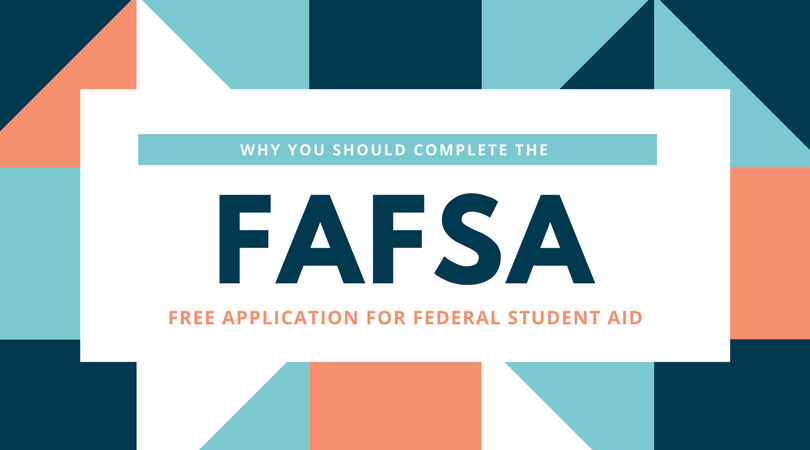 WHY YOU SHOULD COMPLETE THE
FAFSA
FREE APPLICATION FOR FEDERAL STUDENT AID